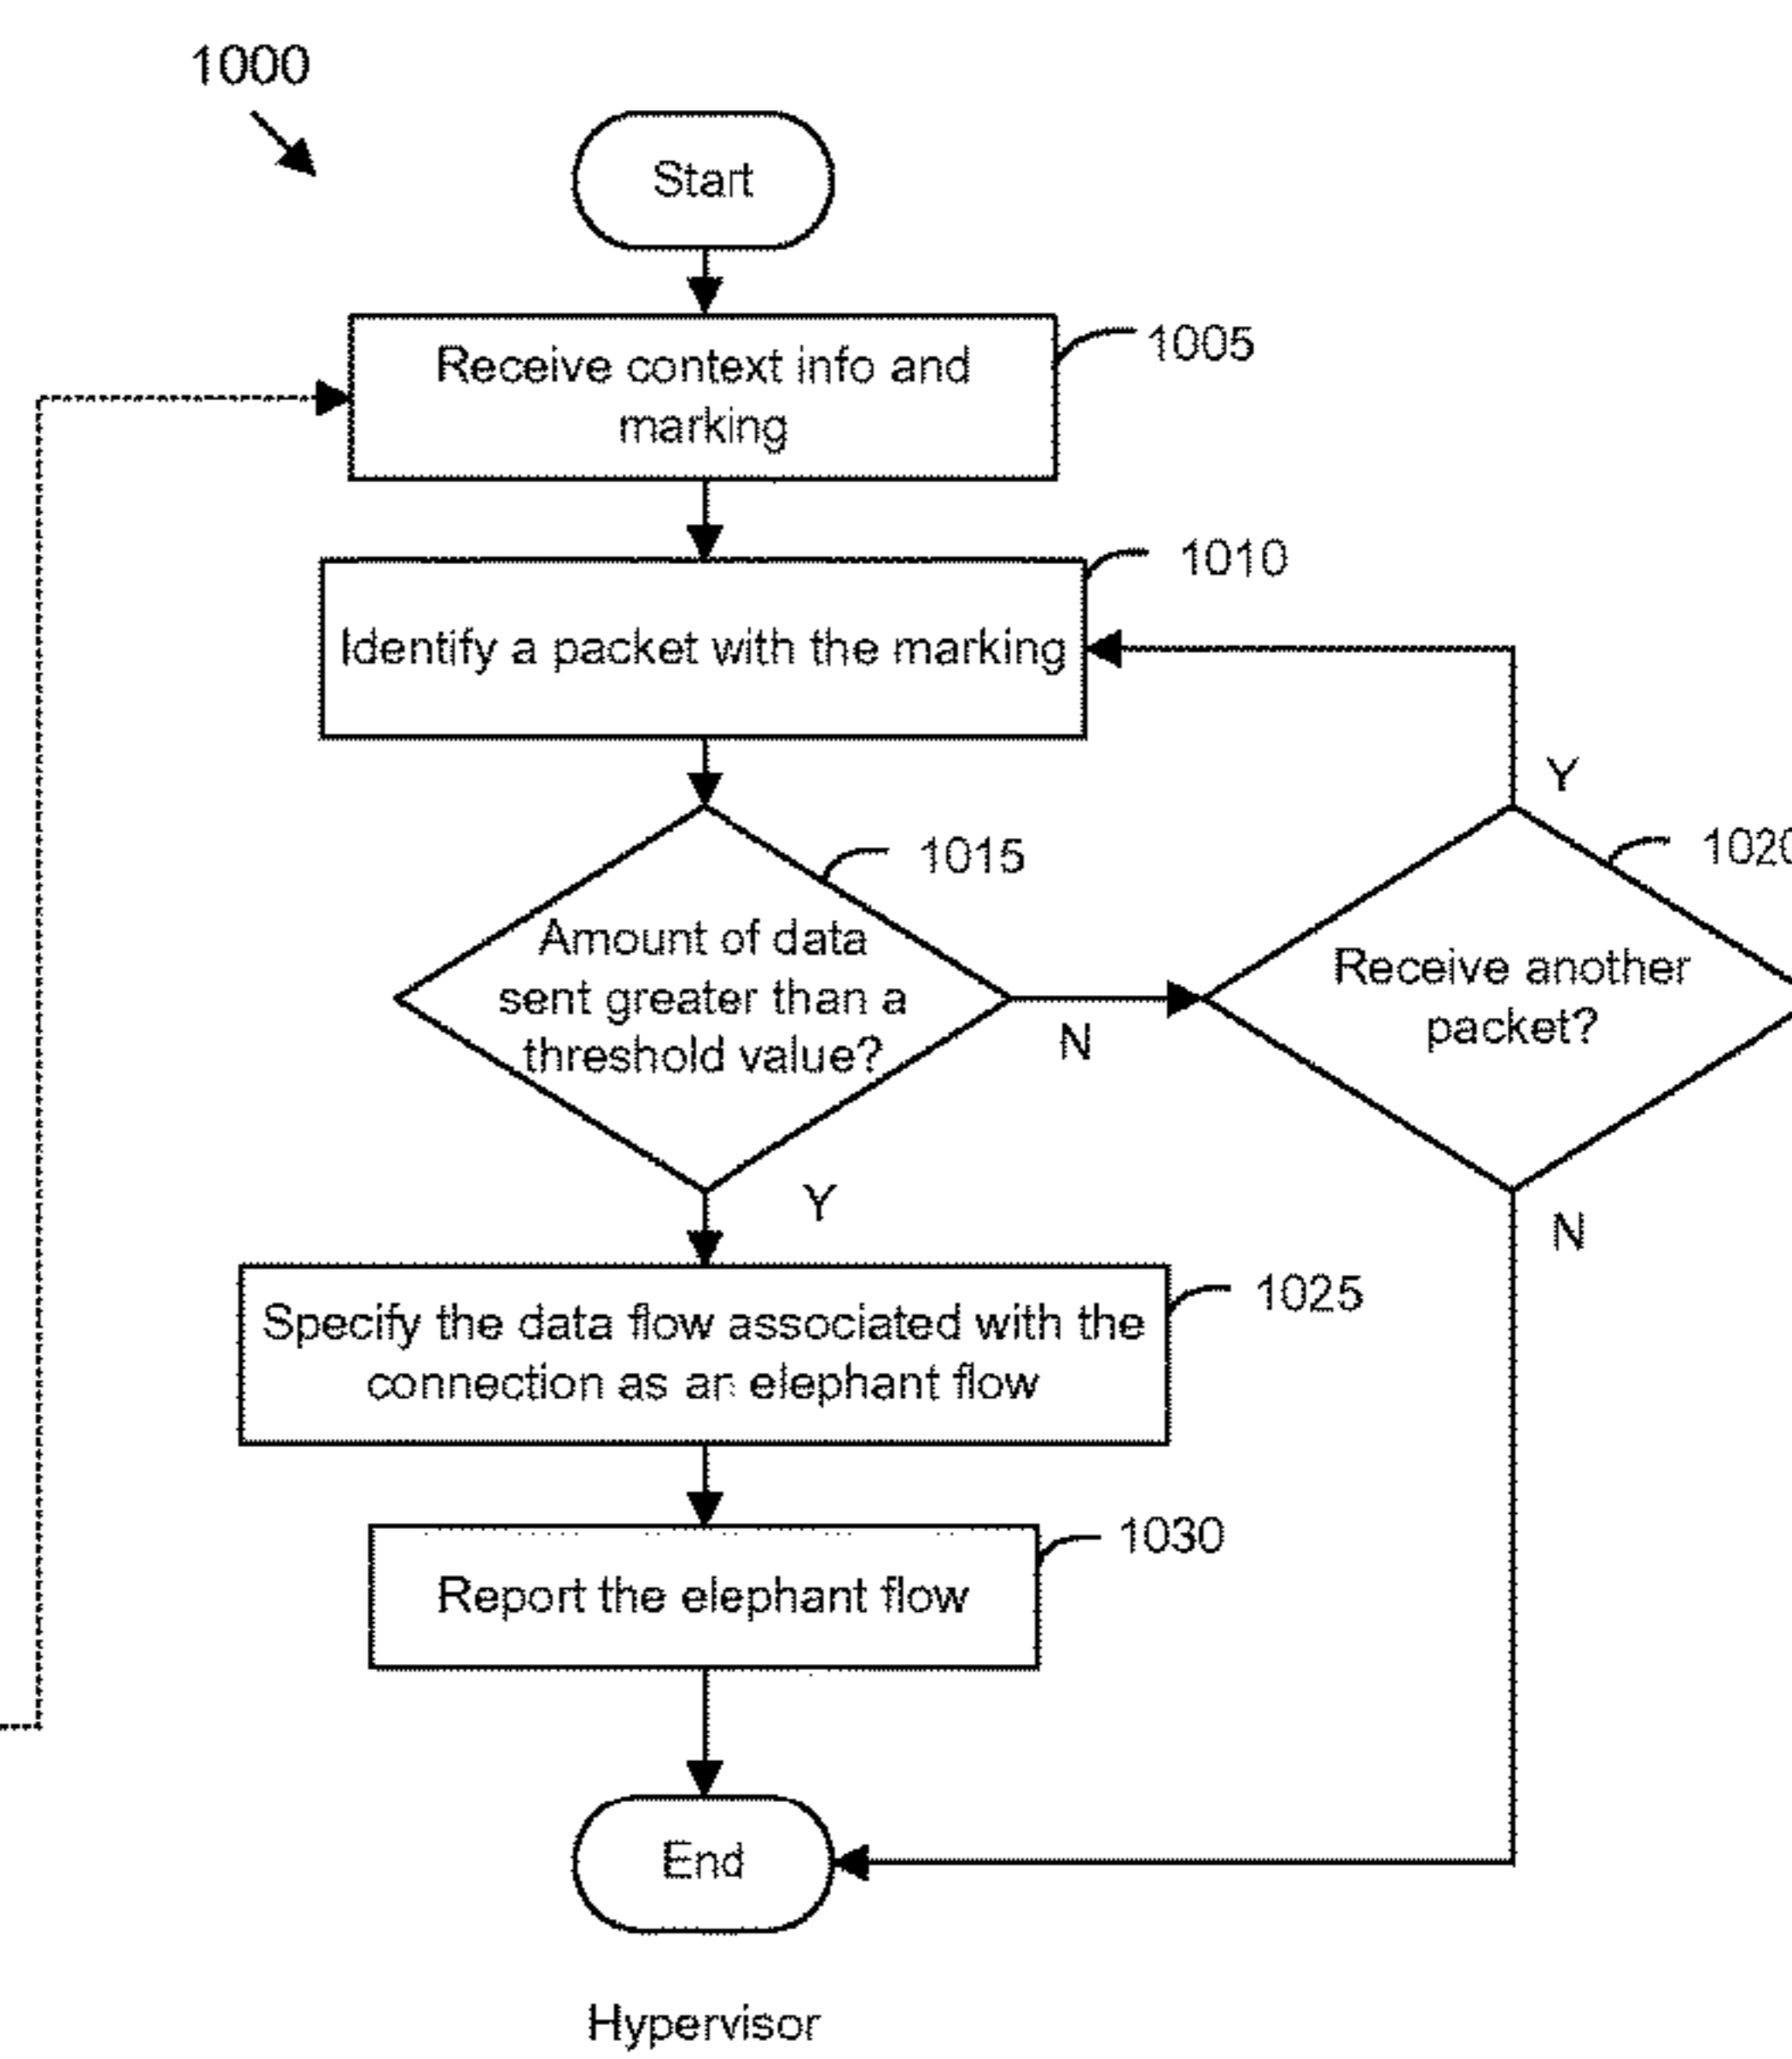 1000
Start
Receive context info and
marking
1005
Identify a packet with the marking
1010
Amount of data
sent greater than a
threshold value?
1015
Y
N
Receive another
packet?
1020
Y
N
Specify the data flow associated with the
connection as an elephant flow
1025
Report the elephant flow
1030
End
Hypervisor